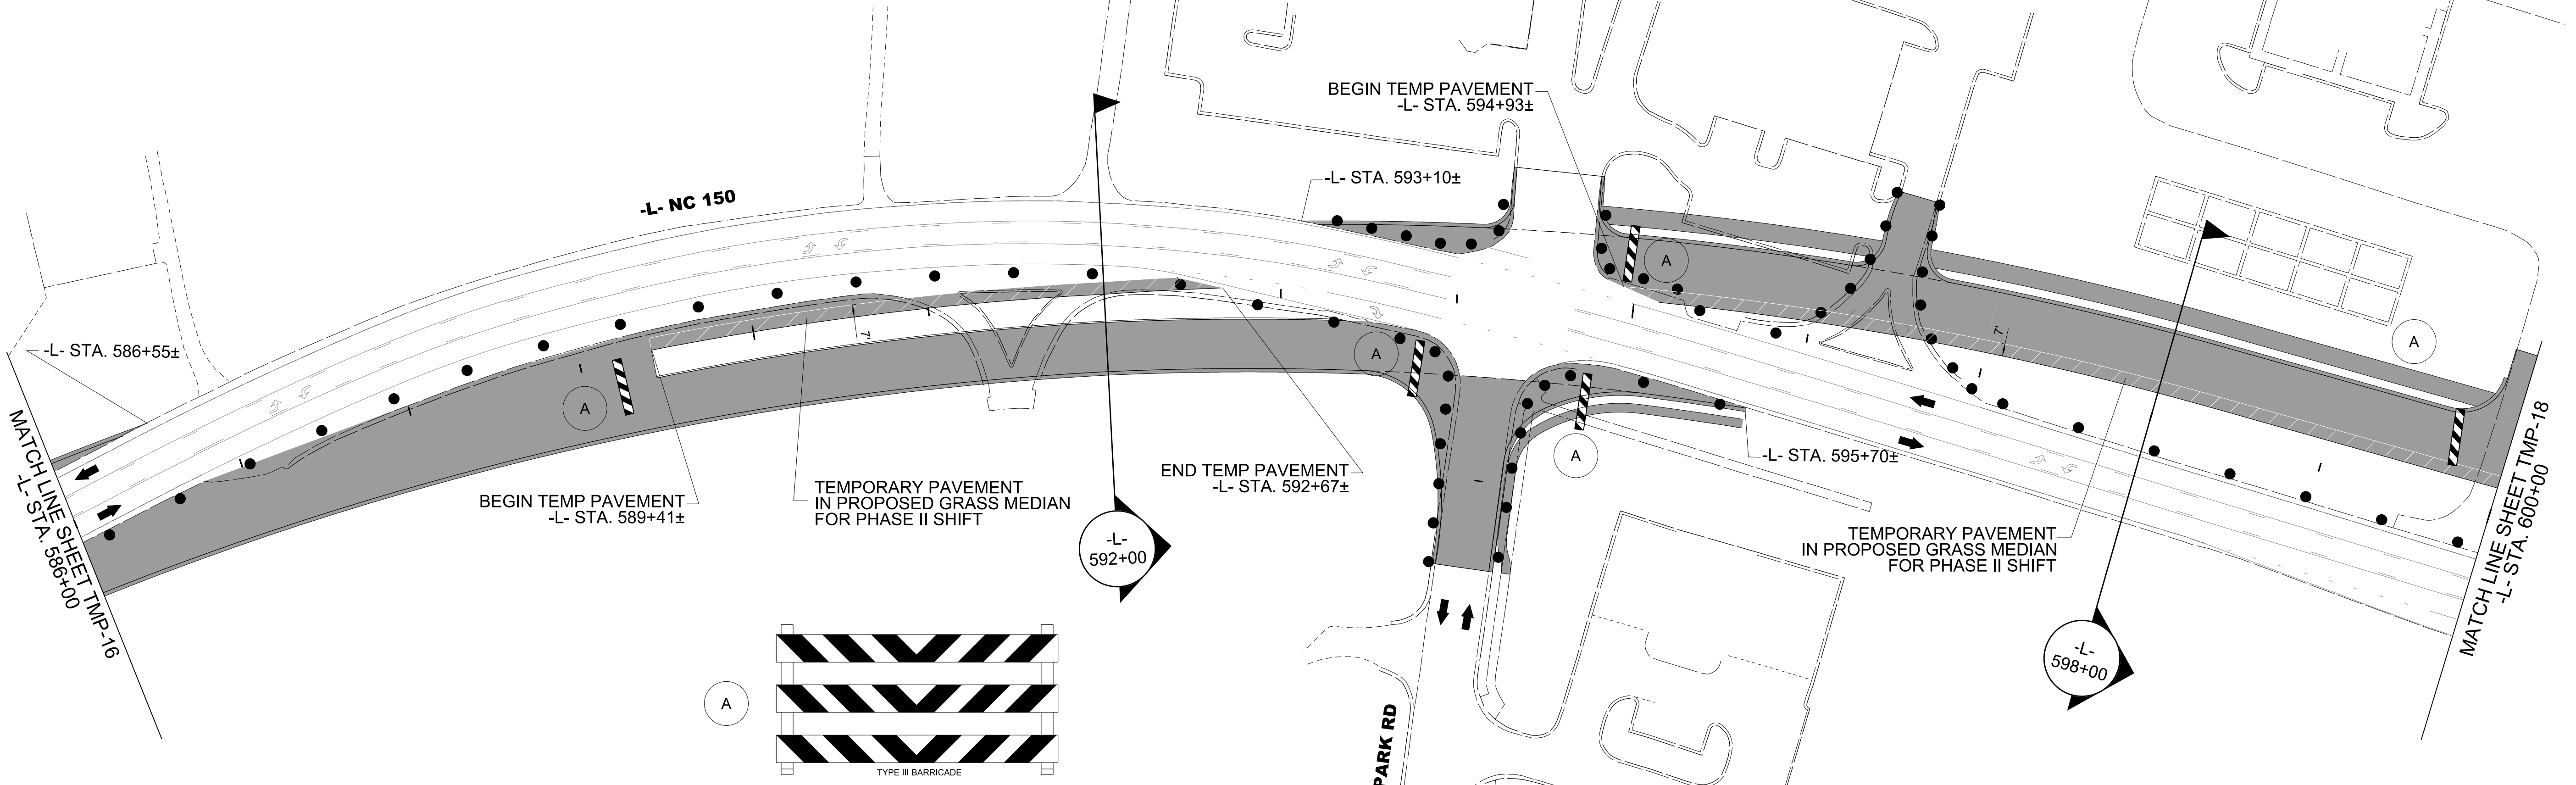 BEGIN TEMP PAVEMENT
-L- STA. 594+93±
-L- STA. 593+10±
-L- NC 150
-L- STA. 586+55±
A
A
A
A
A
7'
7'
MATCH LINE SHEET TMP-16
-L- STA. 586+00
BEGIN TEMP PAVEMENT
-L- STA. 589+41±
TEMPORARY PAVEMENT
IN PROPOSED GRASS MEDIAN
FOR PHASE II SHIFT
END TEMP PAVEMENT
-L- STA. 592+67±
-L-
592+00
-L- STA. 595+70±
TEMPORARY PAVEMENT
IN PROPOSED GRASS MEDIAN
FOR PHASE II SHIFT
-L-
598+00
MATCH LINE SHEET TMP-18
-L- STA. 600+00
A
TYPE III BARRICADE
PARK RD